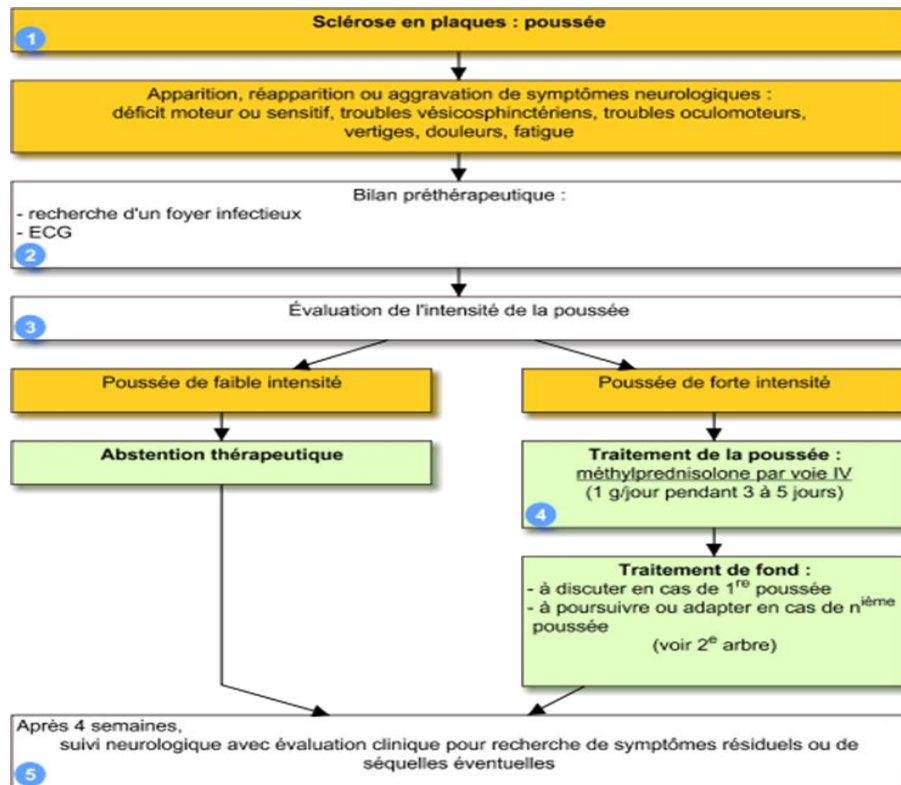 Sclérose en plaques : poussée
1
Apparition, réapparition ou aggravation de symptômes neurologiques :
déficit moteur ou sensitif, troubles vésicosphinctériens, troubles oculomoteurs,
vertiges, douleurs, fatigue
Bilan préthérapeutique :
- recherche d'un foyer infectieux
- ECG
2
Évaluation de l'intensité de la poussée
3
Poussée de faible intensité
Abstention thérapeutique
Poussée de forte intensité
Traitement de la poussée :
méthylprednisolone par voie IV
(1 g/jour pendant 3 à 5 jours)
4
Traitement de fond :
- à discuter en cas de 1re poussée
- à poursuivre ou adapter en cas de nième
poussée
(voir 2e arbre)
Après 4 semaines,
suivi neurologique avec évaluation clinique pour recherche de symptômes résiduels ou de
séquelles éventuelles
5